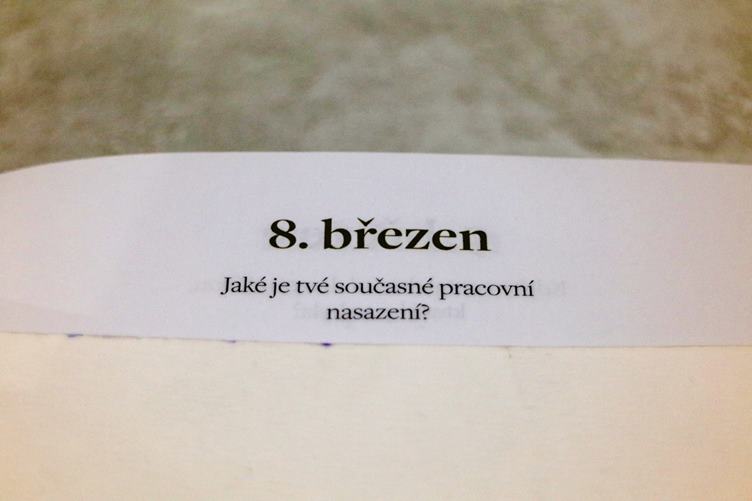 8. březen
Jaké je tvé současné pracovní
nasazení?